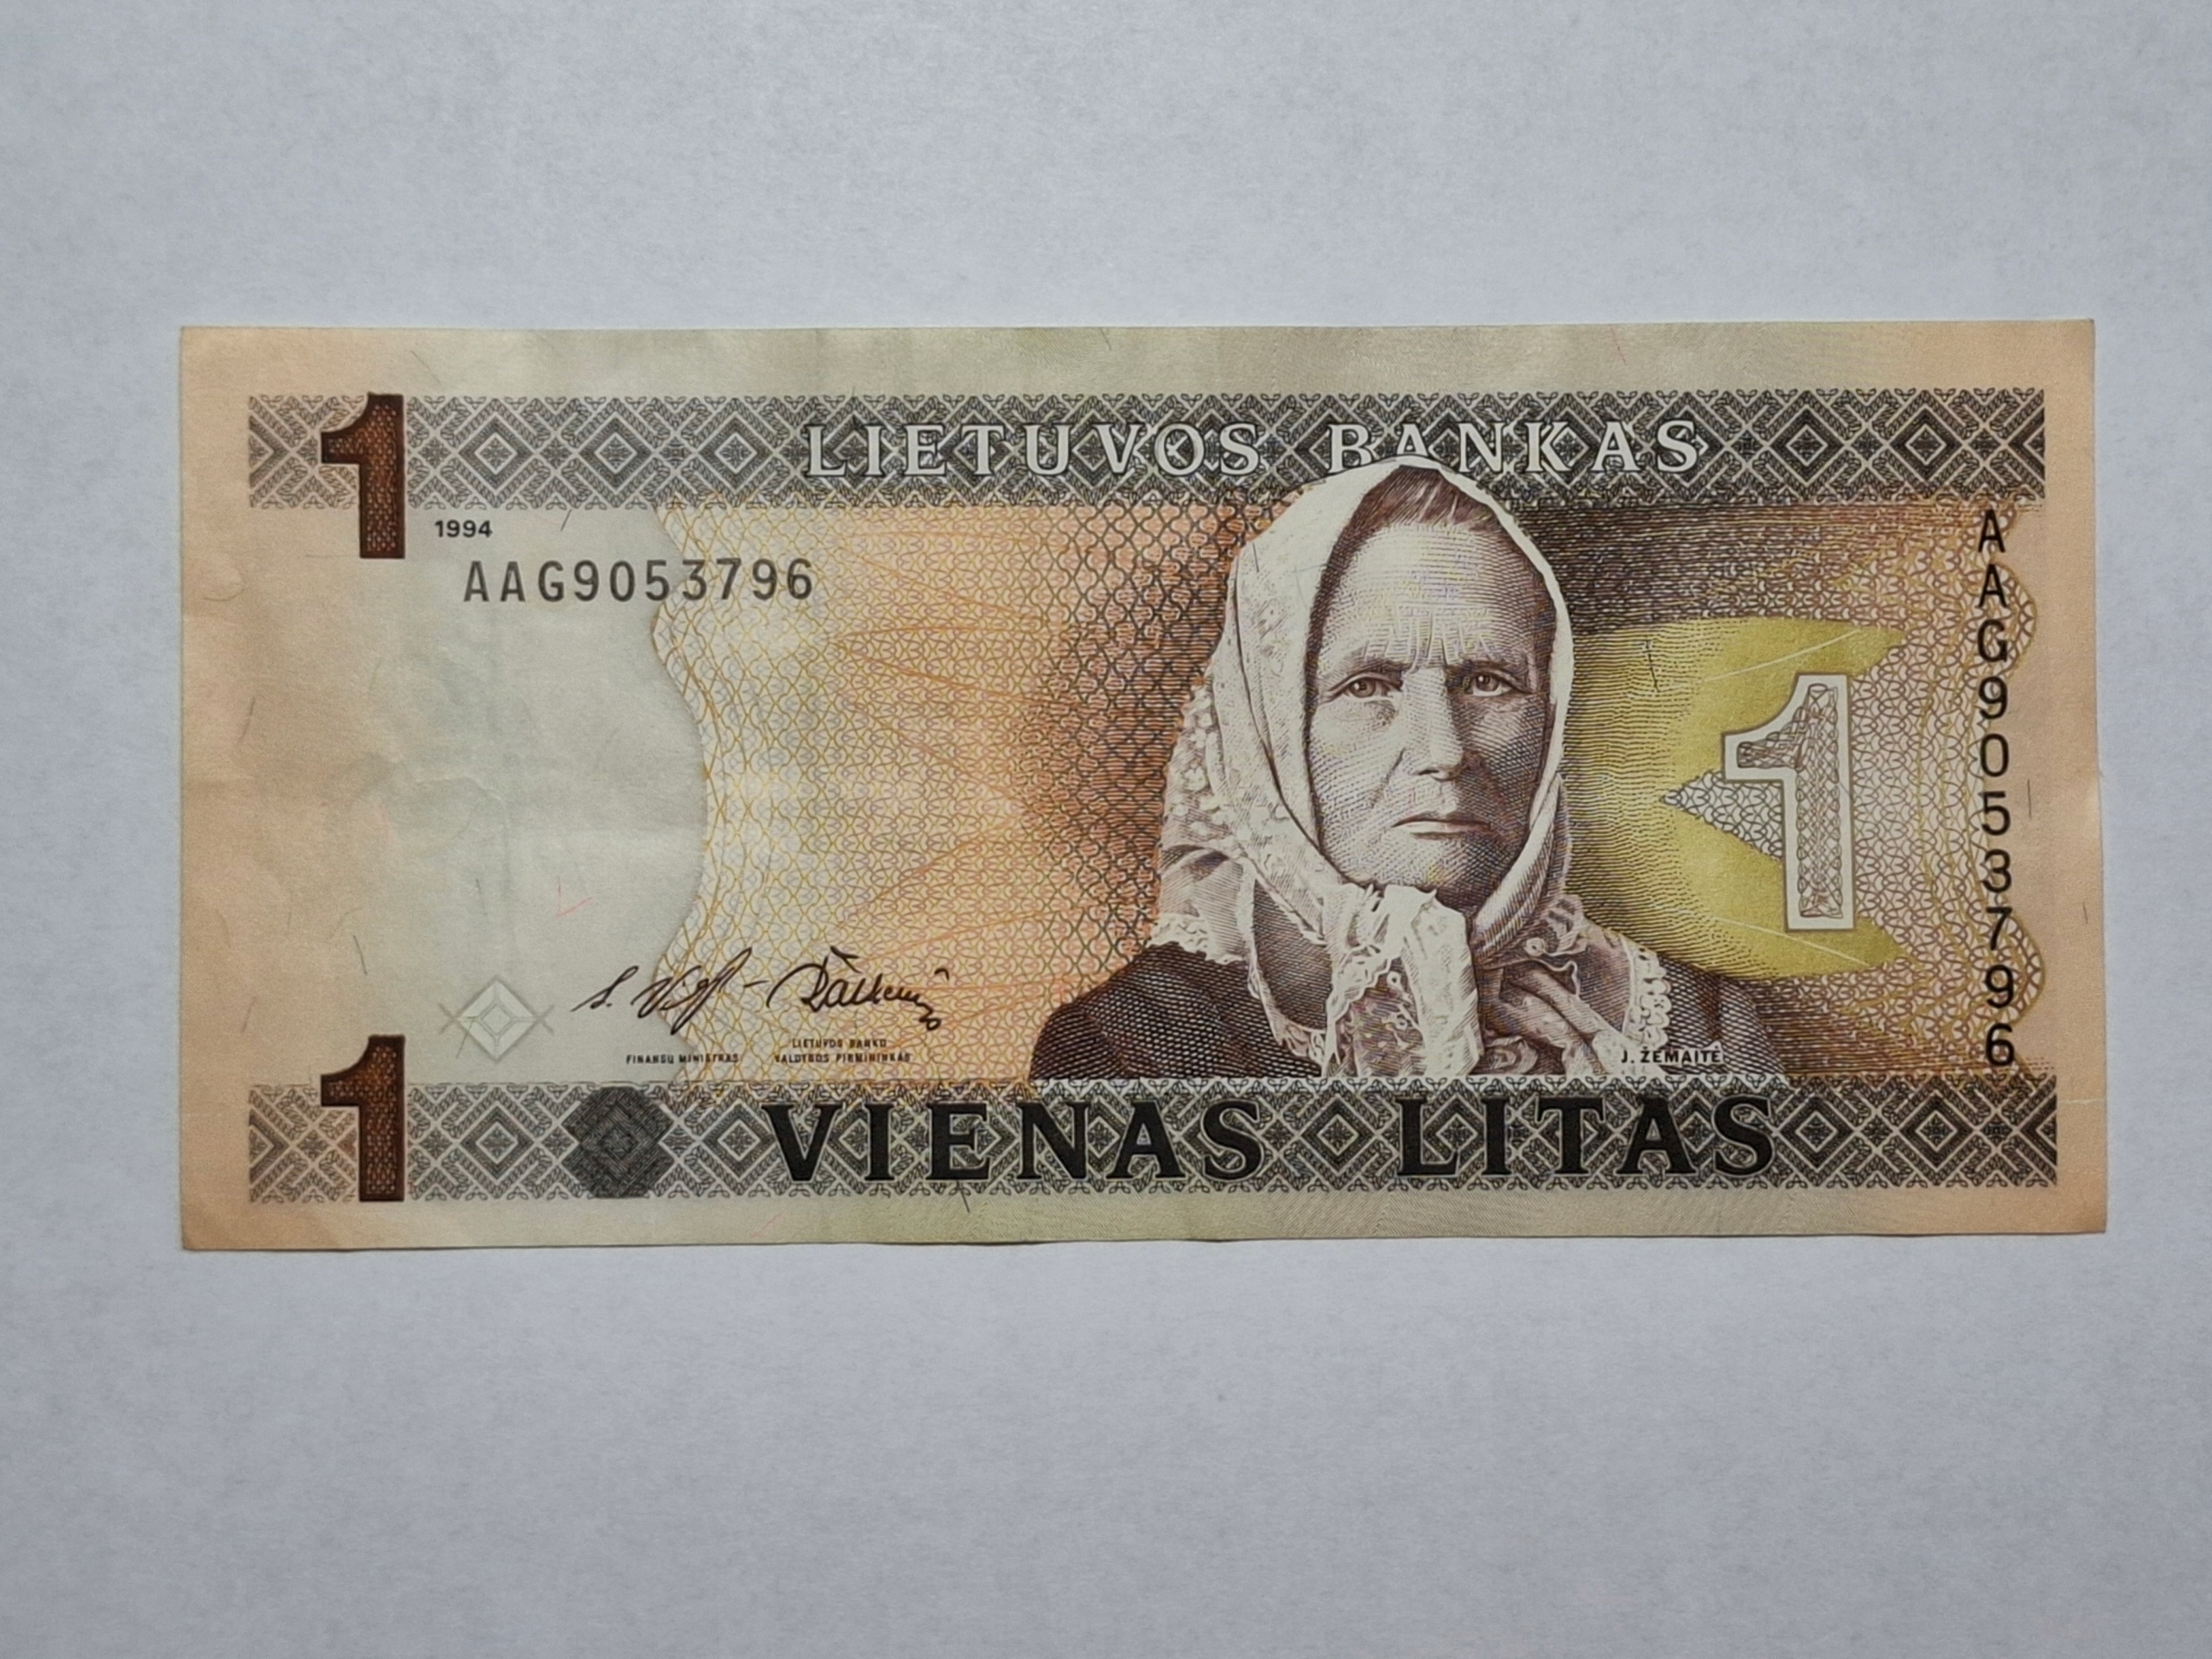 1
LIETUVOS BANKAS
1994
AAG9053796
AAG9053796
1
FINANSŲ MINISTRAS
LIETUVOS BANKO
VALDYBOS PIRMININKAS
J. ŽEMAITĖ
1
VIENAS LITAS